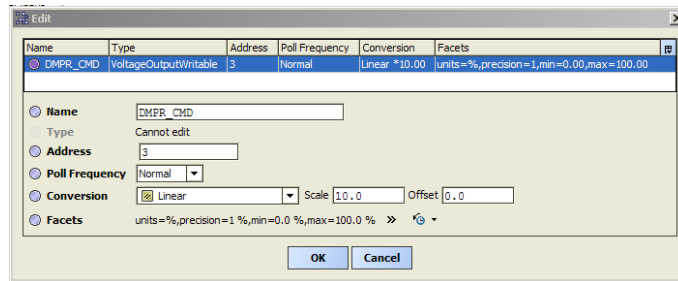 Edit
Name Type Address Poll Frequency Conversion Facets
DMPR_CMD VoltageOutputWritable 3 Normal Linear *10.00 units=%,precision=1,min=0.00,max=100.00
Name DMPR_CMD
Type Cannot edit
Address 3
Poll Frequency Normal
Conversion Linear Scale 10.0 Offset 0.0
Facets units=%,precision=1 %,min=0.0 %,max=100.0 % »
OK Cancel